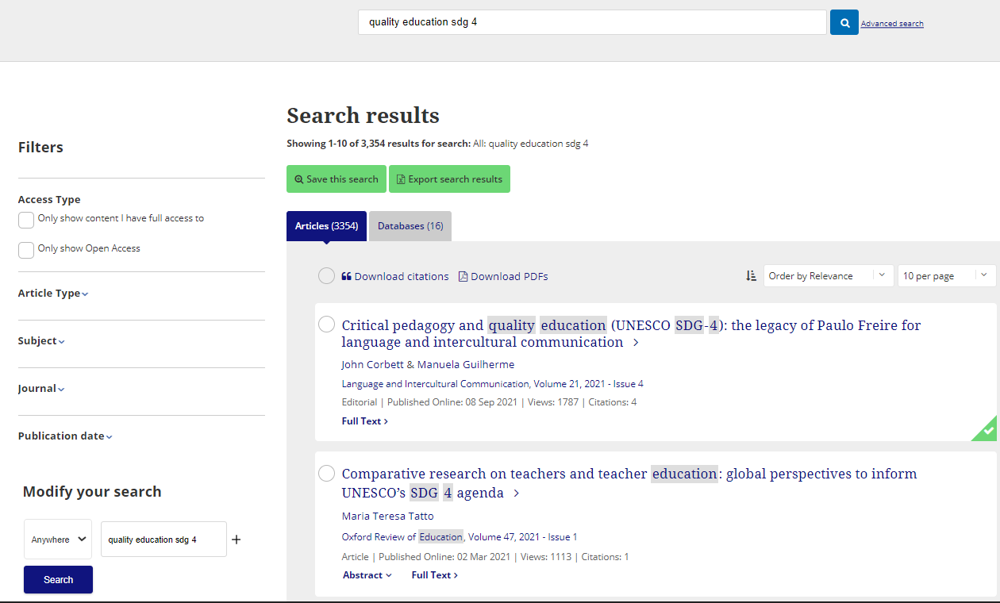 quality education sdg 4
Advanced search
Search results
Showing 1-10 of 3,354 results for search: All: quality education sdg 4
Save this search
Export search results
Filters
Access Type
Only show content I have full access to
Only show Open Access
Article Type
Subject
Journal
Publication date
Modify your search
Anywhere
quality education sdg 4
+
Search
Articles (3354)
Databases (16)
Download citations
Download PDFs
Order by Relevance
10 per page
Critical pedagogy and quality education (UNESCO SDG-4): the legacy of Paulo Freire for
language and intercultural communication
John Corbett & Manuela Guilherme
Language and Intercultural Communication, Volume 21, 2021 - Issue 4
Editorial | Published Online: 08 Sep 2021 | Views: 1787 | Citations: 4
Full Text
Comparative research on teachers and teacher education: global perspectives to inform
UNESCO’s SDG 4 agenda
Maria Teresa Tatto
Oxford Review of Education, Volume 47, 2021 - Issue 1
Article | Published Online: 02 Mar 2021 | Views: 1113 | Citations: 1
Abstract
Full Text